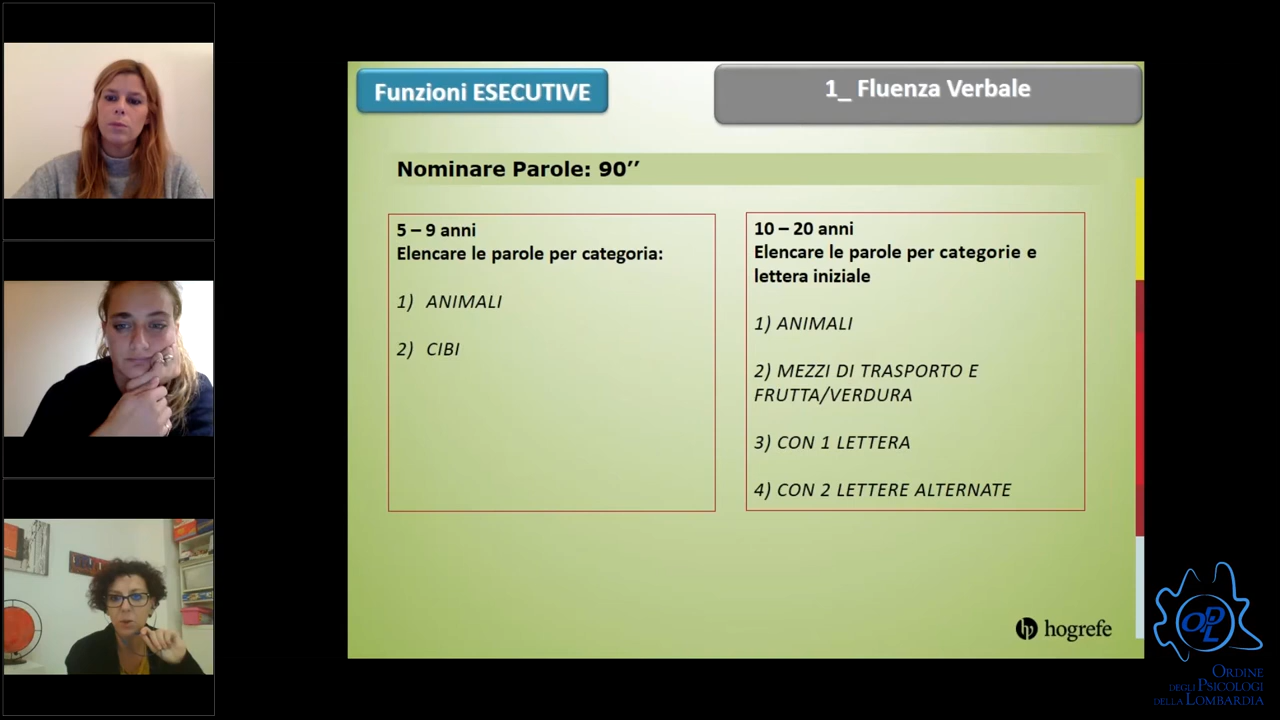 Funzioni ESECUTIVE
1_ Fluenza Verbale
Nominare Parole: 90’’
5 – 9 anni
Elencare le parole per categoria:
1) ANIMALI
2) CIBI
10 – 20 anni
Elencare le parole per categorie e
lettera iniziale
1) ANIMALI
2) MEZZI DI TRASPORTO E
FRUTTA/VERDURA
3) CON 1 LETTERA
4) CON 2 LETTERE ALTERNATE
hogrefe
OPL
ORDINE
DEGLI PSICOLOGI
DELLA LOMBARDIA